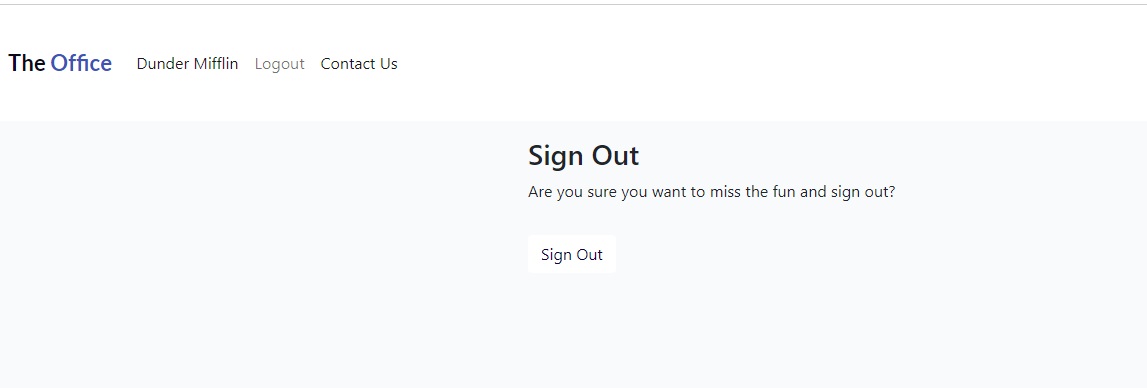 The Office Dunder Mifflin Logout Contact Us
Sign Out
Are you sure you want to miss the fun and sign out?
Sign Out